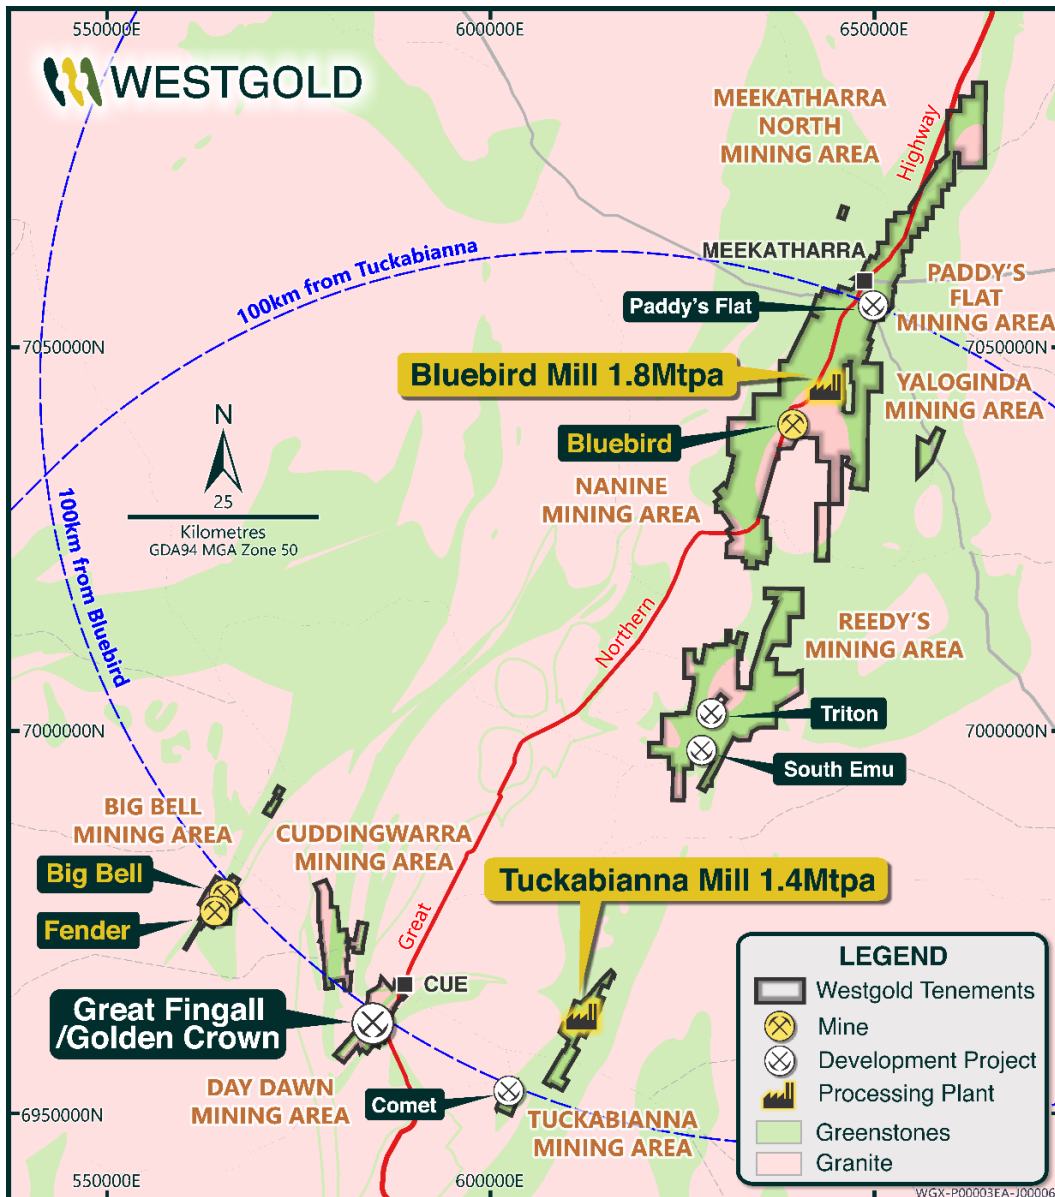 550000E
600000E
650000E
WESTGOLD
MEEKATHARRA
NORTH
MINING AREA
Highway
MEEKATHARRA
100km from Tuckabianna
PADDY'S
FLAT
MINING AREA
Paddy's Flat
7050000N
7050000N
Bluebird Mill 1.8Mtpa
YALOGINDA
MINING AREA
N
25
Kilometres
GDA94 MGA Zone 50
Bluebird
NANINE
MINING AREA
100km from Bluebird
Northern
REEDY'S
MINING AREA
Triton
7000000N
7000000N
South Emu
BIG BELL
MINING AREA
CUDDINGWARRA
MINING AREA
Big Bell
Fender
Tuckabianna Mill 1.4Mtpa
Great
CUE
Great Fingall
/Golden Crown
DAY DAWN
MINING AREA
Comet
TUCKABIANNA
MINING AREA
6950000N
LEGEND
Westgold Tenements
Mine
Development Project
Processing Plant
Greenstones
Granite
550000E
600000E
WGX-P00003EA-J00006